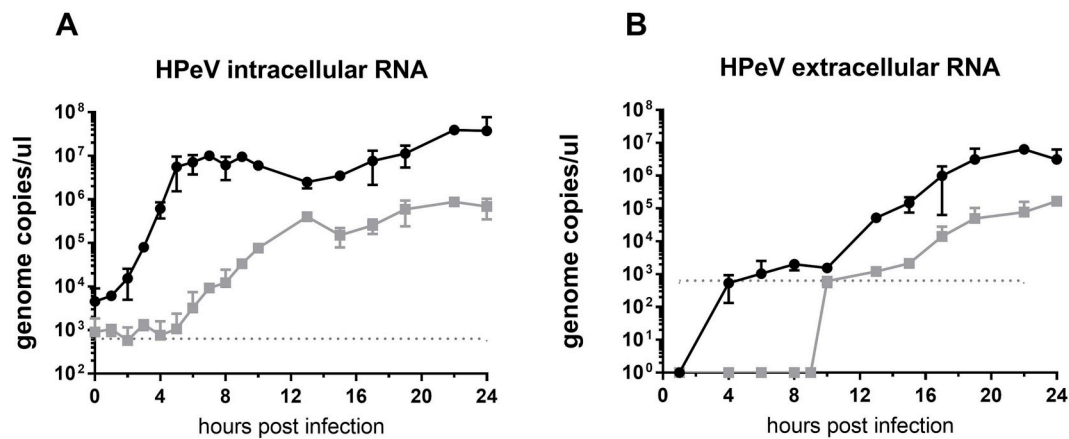 A
HPeV intracellular RNA
genome copies/ul
10^8
10^7
10^6
10^5
10^4
10^3
10^2
0 4 8 12 16 20 24
hours post infection
B
HPeV extracellular RNA
genome copies/ul
10^8
10^7
10^6
10^5
10^4
10^3
10^2
10^1
10^0
0 4 8 12 16 20 24
hours post infection